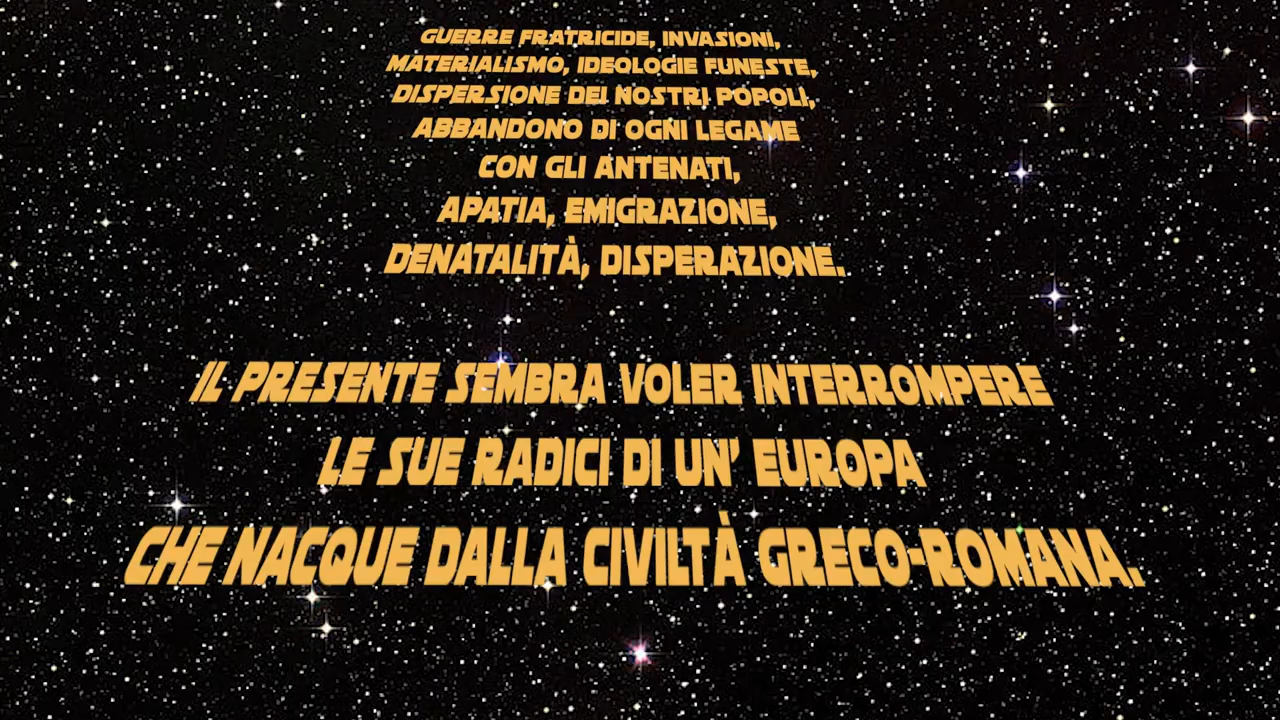 GUERRE FRATRICIDE, INVASIONI,
MATERIALISMO, IDEOLOGIE FUNESTE,
DISPERSIONE DEI NOSTRI POPOLI,
ABBANDONO DI OGNI LEGAME
CON GLI ANTENATI,
APATIA, EMIGRAZIONE,
DENATALITÀ, DISPERAZIONE.
IL PRESENTE SEMBRA VOLER INTERROMPERE
LE SUE RADICI DI UN' EUROPA
CHE NACQUE DALLA CIVILTÀ GRECO-ROMANA.